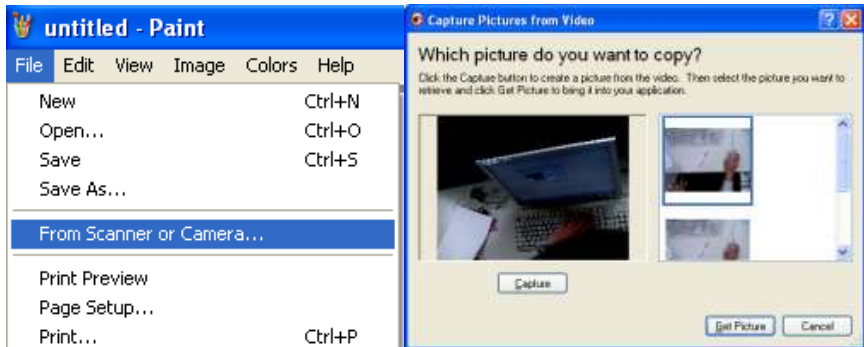 untitled - Paint
File Edit View Image Colors Help
New Ctrl+N
Open... Ctrl+O
Save Ctrl+S
Save As...
From Scanner or Camera...
Print Preview
Page Setup...
Print... Ctrl+P
Capture Pictures from Video
Which picture do you want to copy?
Click the Capture button to create a picture from the video. Then select the picture you want to
retrieve and click Get Picture to bring it into your application.
Capture
Get Picture Cancel